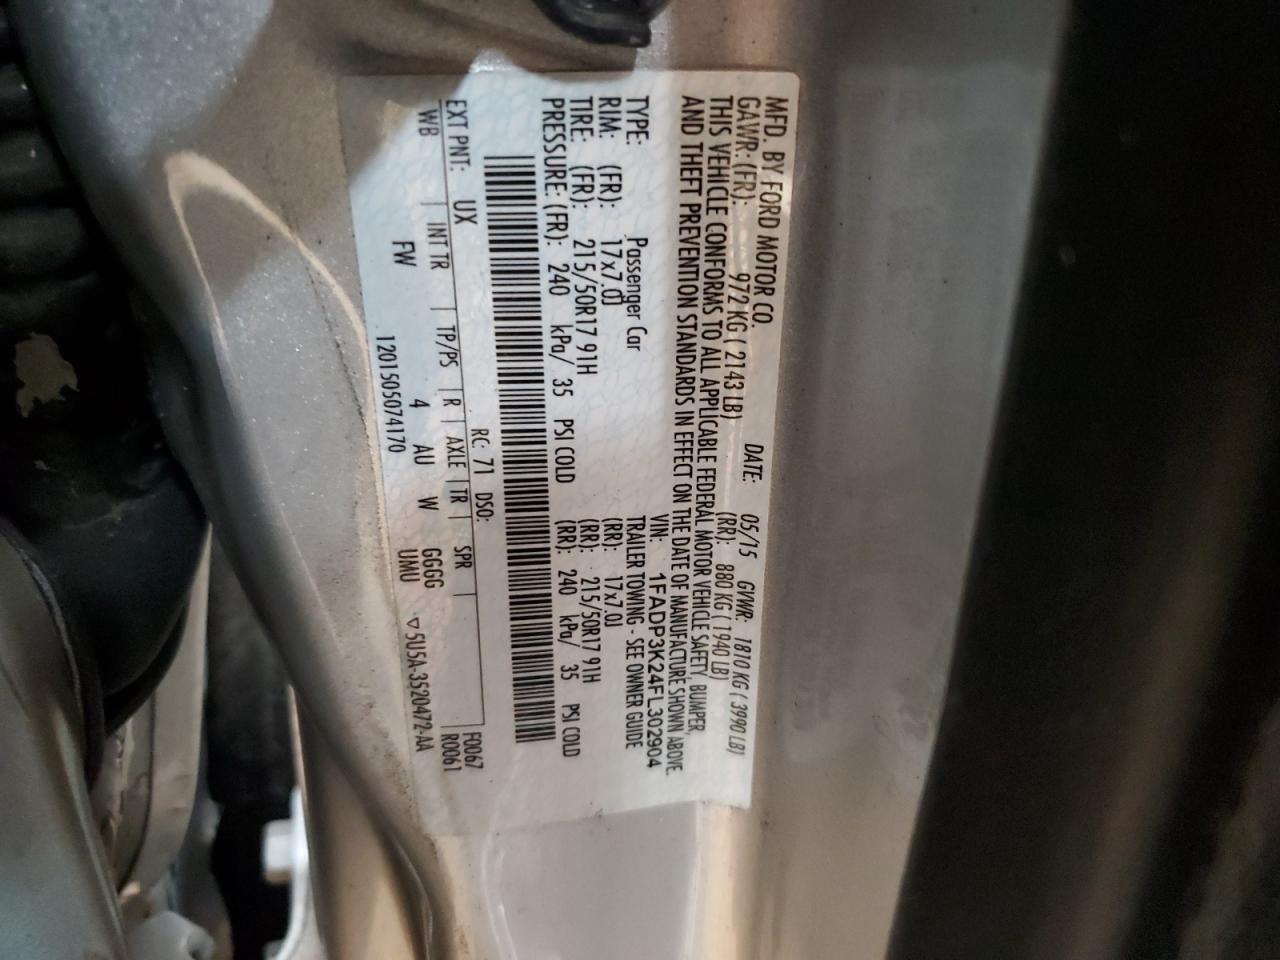 MFD. BY FORD MOTOR CO.
DATE: 05/15 GVWR: 1810 KG ( 3990 LB)
GAWR: (FR): 972 KG ( 2143 LB) (RR): 880 KG ( 1940 LB)
THIS VEHICLE CONFORMS TO ALL APPLICABLE FEDERAL MOTOR VEHICLE SAFETY, BUMPER,
AND THEFT PREVENTION STANDARDS IN EFFECT ON THE DATE OF MANUFACTURE SHOWN ABOVE.
VIN: 1FADP3K24FL302904
TYPE: Passenger Car TRAILER TOWING - SEE OWNER GUIDE
RIM: (FR): 17x7.0J (RR): 17x7.0J
TIRE: (FR): 215/50R17 91H (RR): 215/50R17 91H
PRESSURE: (FR): 240 kPa/ 35 PSI COLD (RR): 240 kPa/ 35 PSI COLD
EXT PNT: UX RC: 71 DSO: F0067
WB INT TR TP/PS R AXLE TR SPR R0061
FW 4 AU W GGGG
UMU
1201505074170 ▽5U5A-3520472-AA